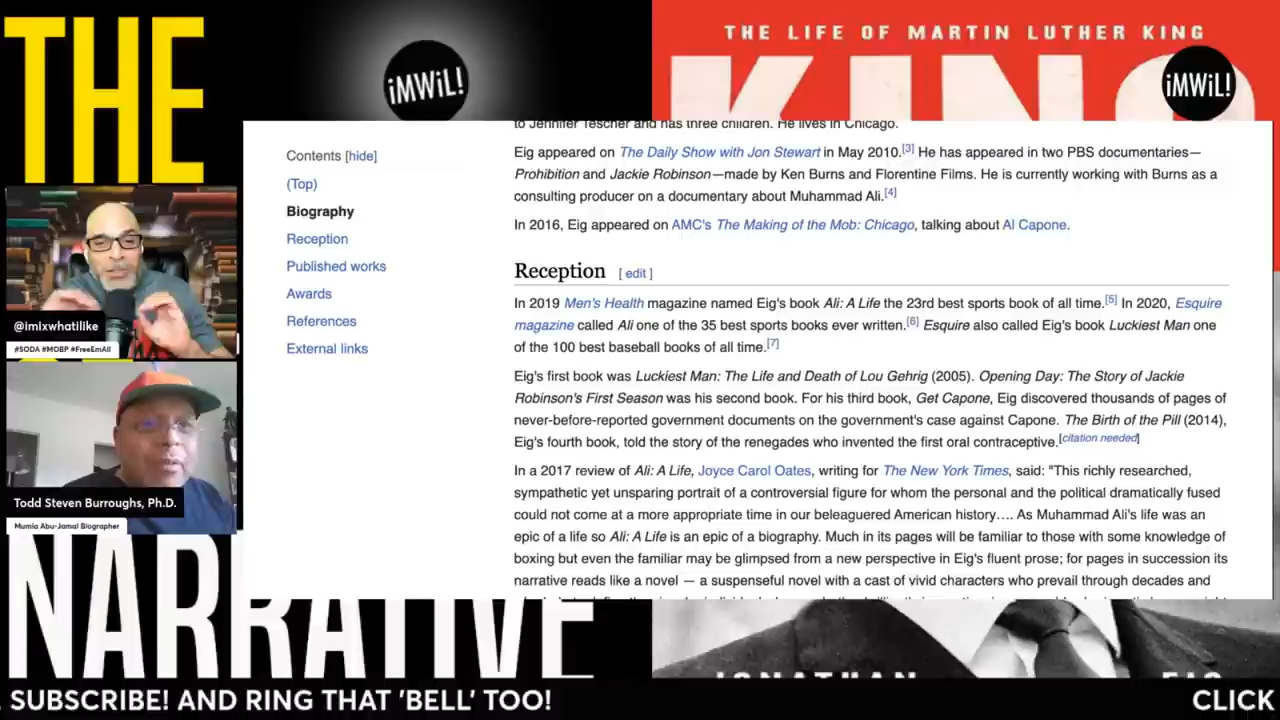 THE
iMWiL!
THE LIFE OF MARTIN LUTHER KING
KING
iMWiL!
to Jennifer Tescher and has three children. He lives in Chicago.
Contents [hide]
(Top)
Biography
Reception
Published works
Awards
References
External links
Eig appeared on The Daily Show with Jon Stewart in May 2010.[3] He has appeared in two PBS documentaries—
Prohibition and Jackie Robinson—made by Ken Burns and Florentine Films. He is currently working with Burns as a
consulting producer on a documentary about Muhammad Ali.[4]
In 2016, Eig appeared on AMC's The Making of the Mob: Chicago, talking about Al Capone.
Reception [ edit ]
In 2019 Men's Health magazine named Eig's book Ali: A Life the 23rd best sports book of all time.[5] In 2020, Esquire
magazine called Ali one of the 35 best sports books ever written.[6] Esquire also called Eig's book Luckiest Man one
of the 100 best baseball books of all time.[7]
Eig's first book was Luckiest Man: The Life and Death of Lou Gehrig (2005). Opening Day: The Story of Jackie
Robinson's First Season was his second book. For his third book, Get Capone, Eig discovered thousands of pages of
never-before-reported government documents on the government's case against Capone. The Birth of the Pill (2014),
Eig's fourth book, told the story of the renegades who invented the first oral contraceptive.[citation needed]
In a 2017 review of Ali: A Life, Joyce Carol Oates, writing for The New York Times, said: "This richly researched,
sympathetic yet unsparing portrait of a controversial figure for whom the personal and the political dramatically fused
could not come at a more appropriate time in our beleaguered American history…. As Muhammad Ali's life was an
epic of a life so Ali: A Life is an epic of a biography. Much in its pages will be familiar to those with some knowledge of
boxing but even the familiar may be glimpsed from a new perspective in Eig's fluent prose; for pages in succession its
narrative reads like a novel — a suspenseful novel with a cast of vivid characters who prevail through decades and
@imixwhatilike
#SODA #MOBP #FreeEmAll
Todd Steven Burroughs, Ph.D.
Mumia Abu-Jamal Biographer
NARRATIVE
JONATHAN EIG
SUBSCRIBE! AND RING THAT 'BELL' TOO!
CLICK